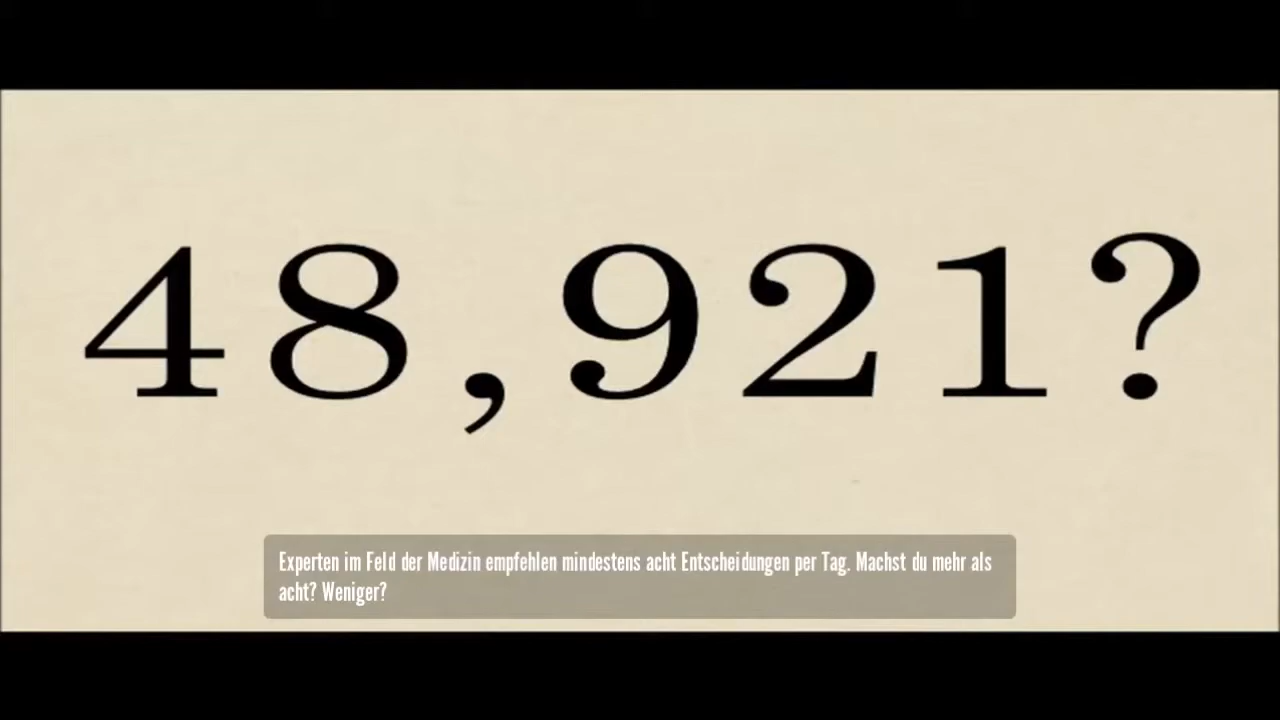 48,921?
Experten im Feld der Medizin empfehlen mindestens acht Entscheidungen per Tag. Machst du mehr als
acht? Weniger?